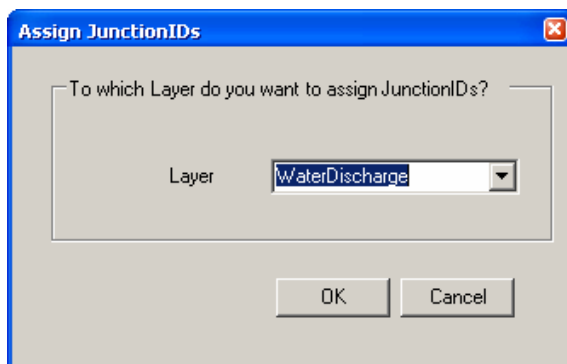 Assign JunctionIDs
To which Layer do you want to assign JunctionIDs?
Layer WaterDischarge
OK Cancel